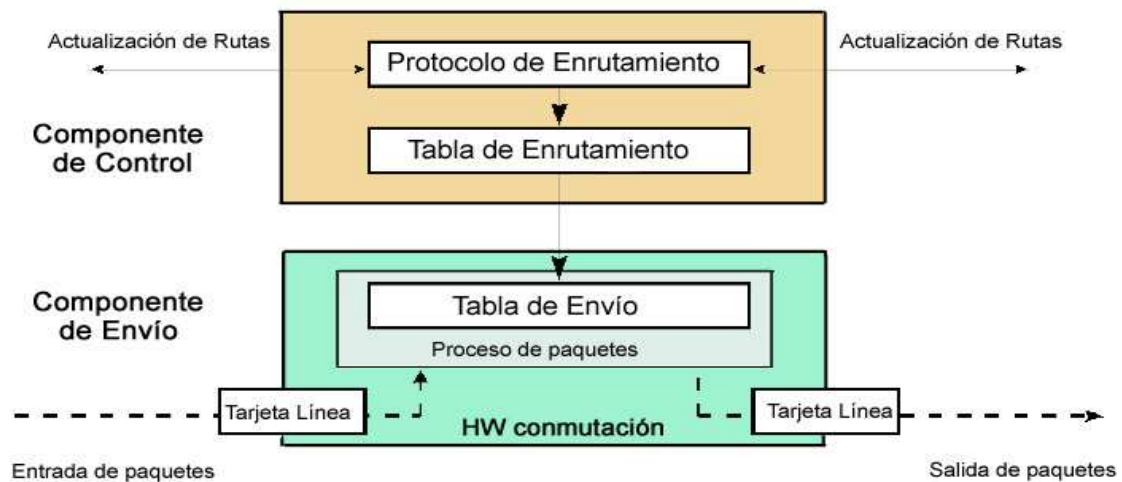 Actualización de Rutas
Protocolo de Enrutamiento
Actualización de Rutas
Componente
de Control
Tabla de Enrutamiento
Componente
de Envío
Tabla de Envío
Proceso de paquetes
Tarjeta Línea
HW conmutación
Tarjeta Línea
Entrada de paquetes
Salida de paquetes